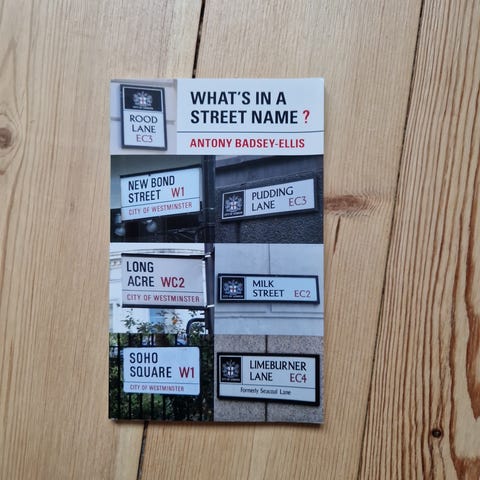 ROOD
LANE
EC3
WHAT'S IN A
STREET NAME?
ANTONY BADSEY-ELLIS
NEW BOND
STREET W1
CITY OF WESTMINSTER
PUDDING
LANE EC3
LONG
ACRE WC2
CITY OF WESTMINSTER
MILK
STREET EC2
SOHO
SQUARE W1
CITY OF WESTMINSTER
LIMEBURNER
LANE EC4
Formerly Seacoal Lane